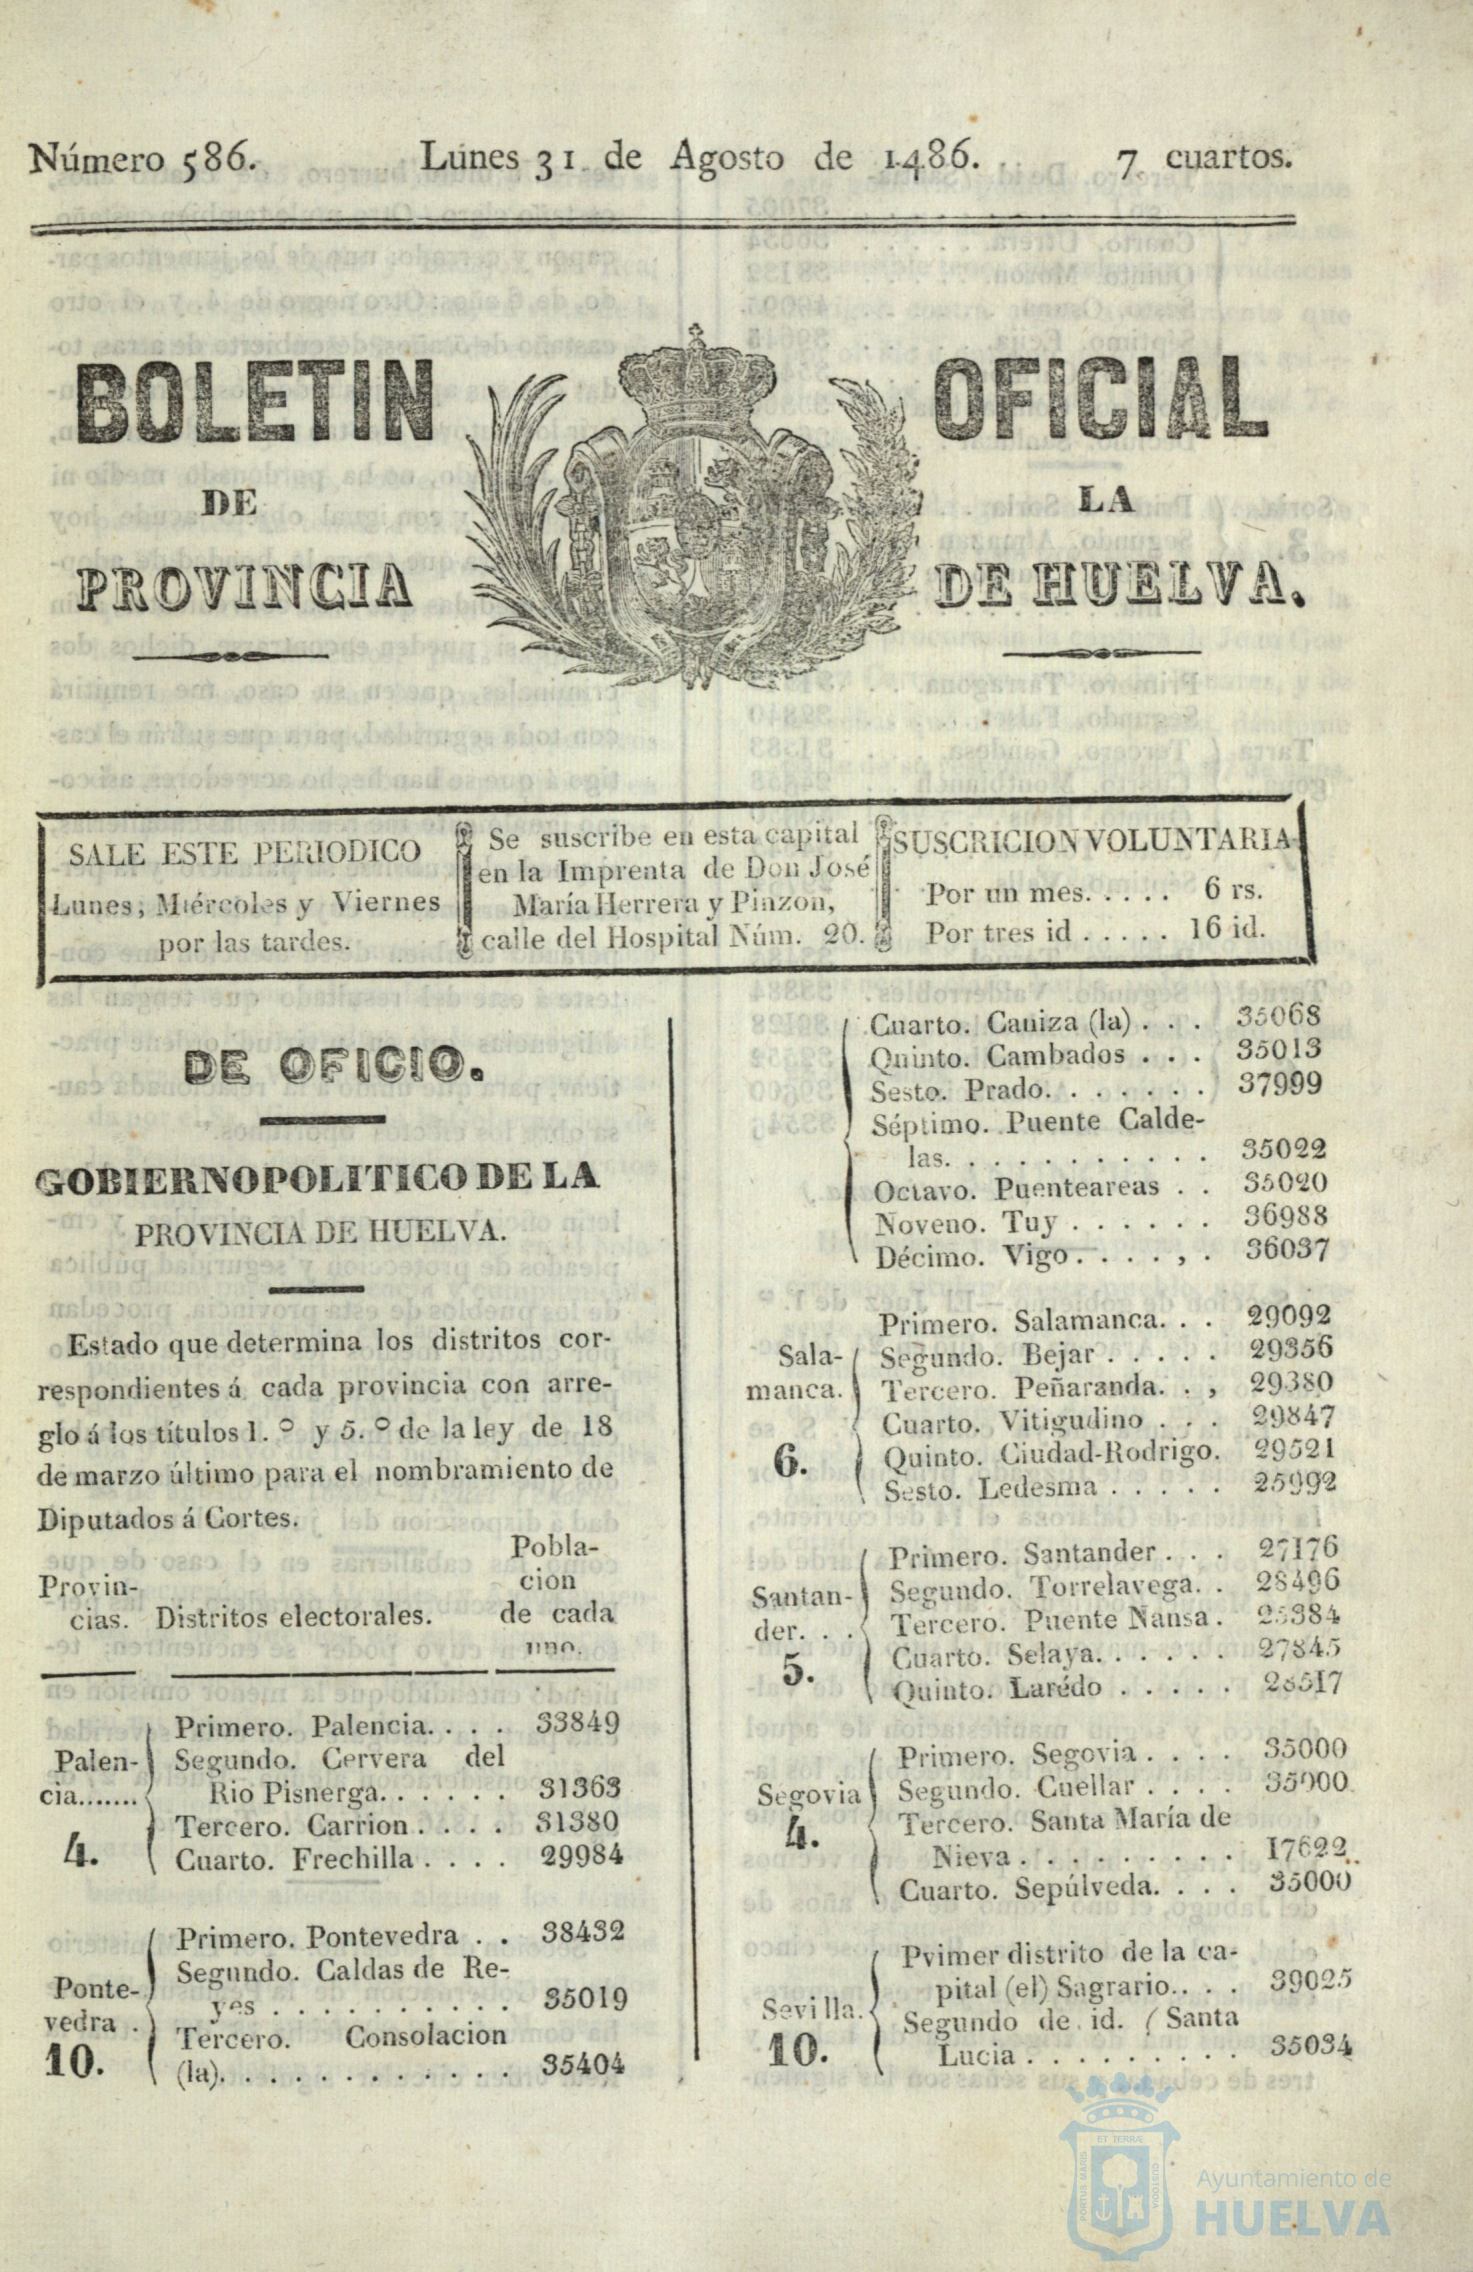 Número 586.
Lunes 31 de Agosto de 1486.
7 cuartos.
BOLETIN OFICIAL
DE LA
PROVINCIA DE HUELVA.
SALE ESTE PERIODICO
Lunes, Miércoles y Viernes
por las tardes.
Se suscribe en esta capital
en la Imprenta de Don José
María Herrera y Pinzon,
calle del Hospital Núm. 20.
SUSCRICION VOLUNTARIA
Por un mes. . . . . 6 rs.
Por tres id . . . . . 16 id.
DE OFICIO.
GOBIERNO POLITICO DE LA
PROVINCIA DE HUELVA.
Estado que determina los distritos cor-
respondientes á cada provincia con arre-
glo á los títulos 1.º y 5.º de la ley de 18
de marzo último para el nombramiento de
Diputados á Cortes.
Provin-
cias.
Distritos electorales.
Pobla-
cion
de cada
uno.
Palen-
cia.......
4.
Primero. Palencia. . . . 33849
Segundo. Cervera del
Rio Pisnerga. . . . . . 31363
Tercero. Carrion . . . . 31380
Cuarto. Frechilla . . . . 29984
Ponte-
vedra .
10.
Primero. Pontevedra . . 38432
Segundo. Caldas de Re-
yes . . . . . . . . . . 35019
Tercero. Consolacion
(la). . . . . . . . . . . . 35404
Cuarto. Caniza (la) . . . 35068
Quinto. Cambados . . . 35013
Sesto. Prado. . . . . . . 37999
Séptimo. Puente Calde-
las. . . . . . . . . . . 35022
Octavo. Puenteareas . . 35020
Noveno. Tuy . . . . . . 36988
Décimo. Vigo . . . . , . 36037
Sala-
manca.
6.
Primero. Salamanca. . . 29092
Segundo. Bejar . . . . . 29356
Tercero. Peñaranda. . , 29380
Cuarto. Vitigudino . . . 29847
Quinto. Ciudad-Rodrigo. 29521
Sesto. Ledesma . . . . . 25992
Santan-
der. . .
5.
Primero. Santander . . . 27176
Segundo. Torrelavega. . 28496
Tercero. Puente Nansa .
Cuarto. Selaya. . . . . . 27845
Quinto. Larédo . . . . . 28517
Segovia
4.
Primero. Segovia . . . . 35000
Segundo. Cuellar . . . . 35000
Tercero. Santa María de
Nieva . . . . . . . . . 17622
Cuarto. Sepúlveda. . . . 35000
Sevilla.
10.
Pvimer distrito de la ca-
pital (el) Sagrario.. . . 39025
Segundo de id. ( Santa
Lucia . . . . . . . . . 35034
ET TERRÆ
PORTUS MARIS
CUSTODIA
Ayuntamiento de
HUELVA